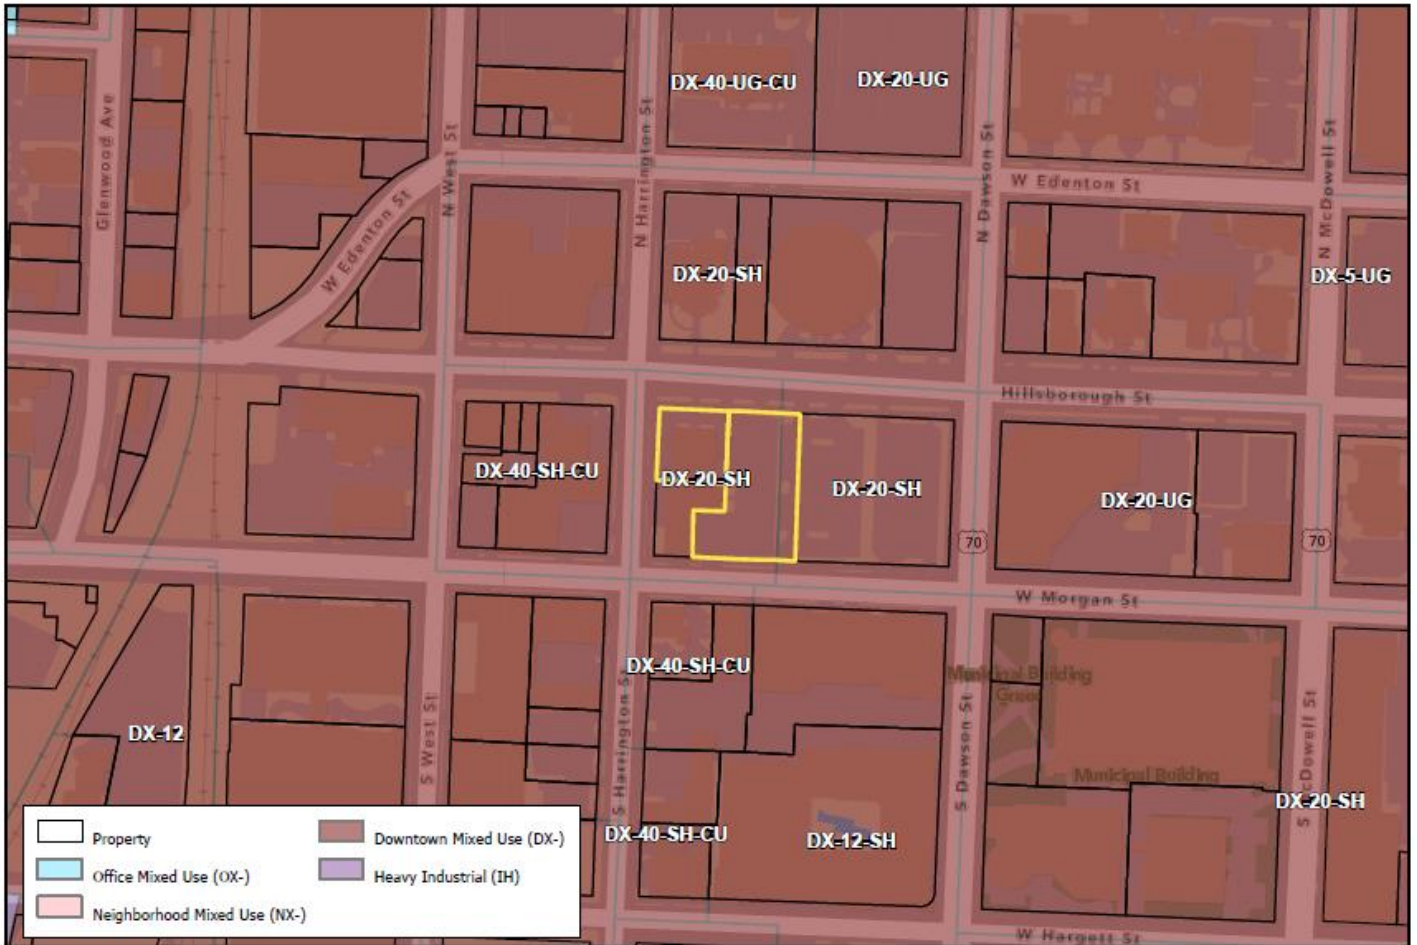 DX-40-UG-CU
DX-20-UG
Glenwood Ave
N West St
N Harrington St
N Dawson St
N McDowell St
W Edenton St
W Edenton St
DX-20-SH
DX-5-UG
Hillsborough St
DX-40-SH-CU
DX-20-SH
DX-20-SH
DX-20-UG
70
70
W Morgan St
DX-40-SH-CU
Municipal Building
Green
DX-12
S West St
S Harrington St
S Dawson St
S McDowell St
Municipal Building
DX-20-SH
DX-40-SH-CU
DX-12-SH
W Hargett St
Property
Downtown Mixed Use (DX-)
Office Mixed Use (OX-)
Heavy Industrial (IH)
Neighborhood Mixed Use (NX-)